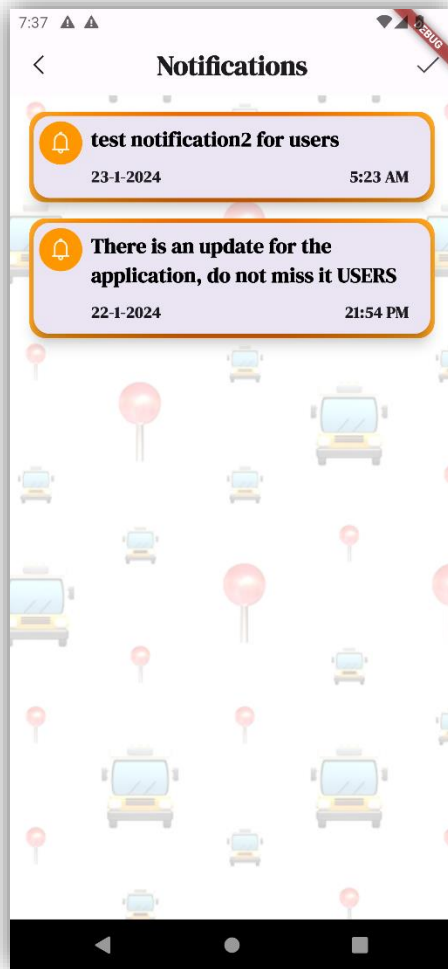 7:37
DEBUG
Notifications
test notification2 for users
23-1-2024 5:23 AM
There is an update for the
application, do not miss it USERS
22-1-2024 21:54 PM